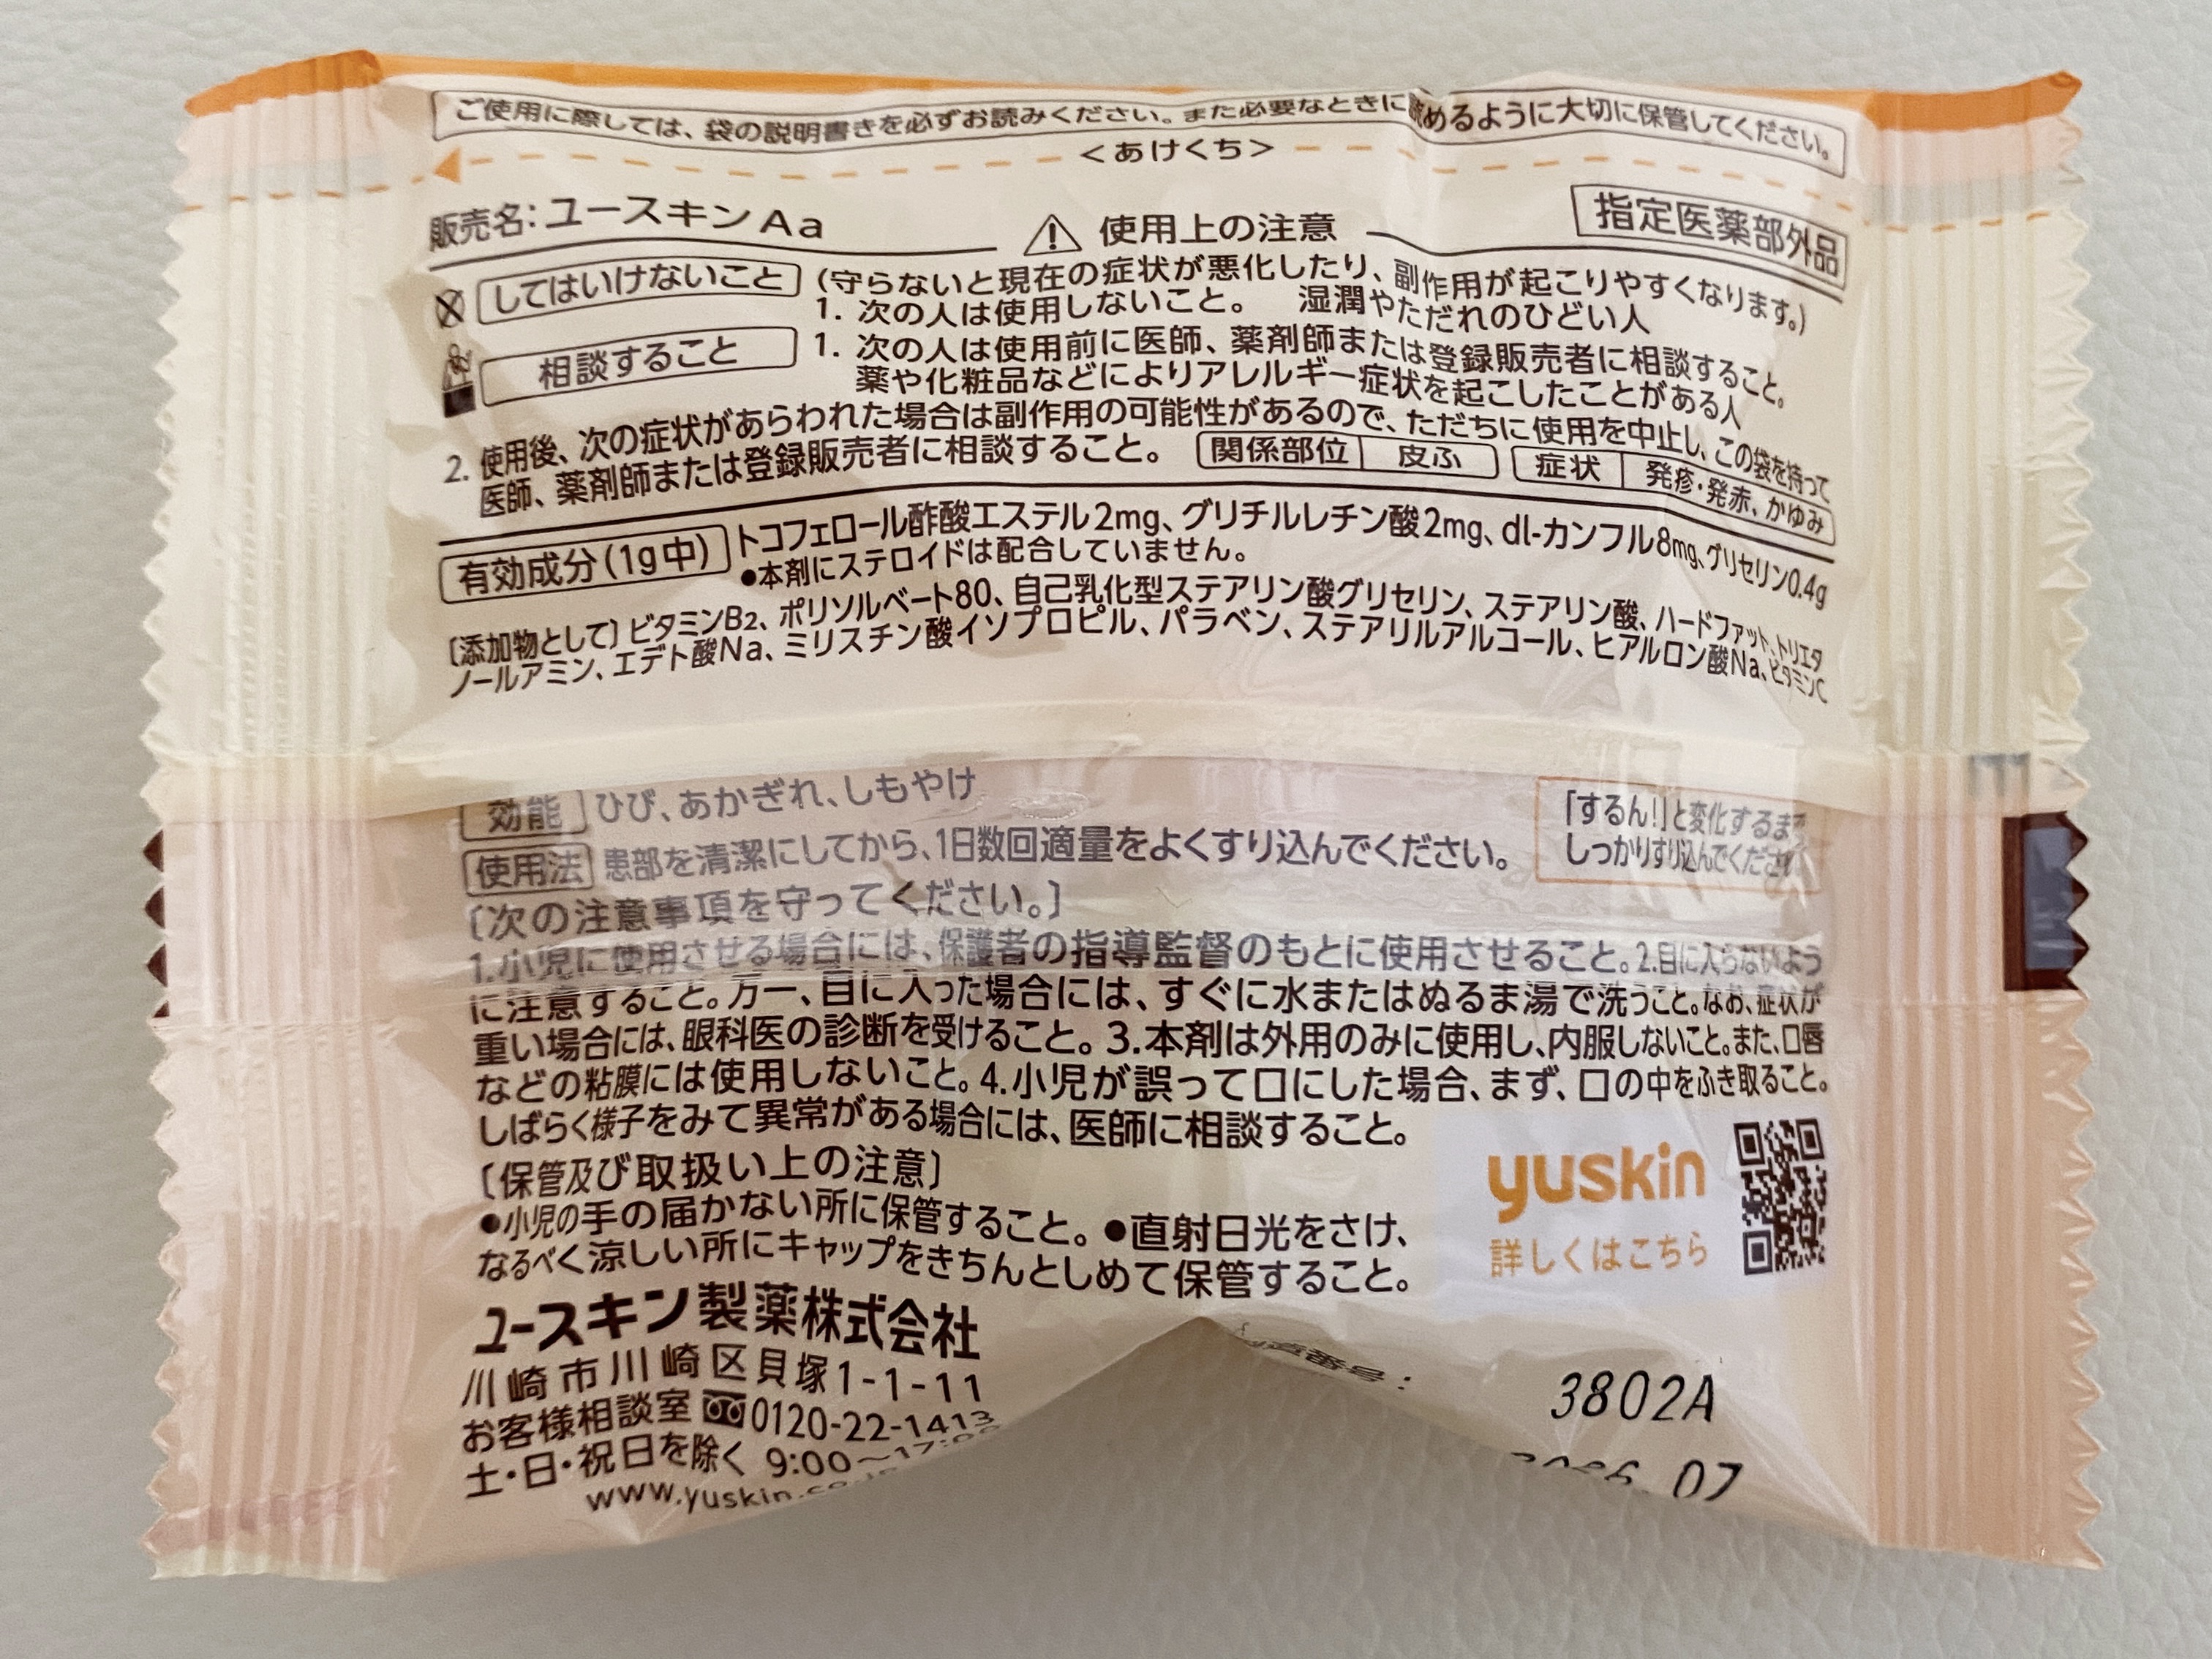 ご使用に際しては、袋の説明書きを必ずお読みください。また必要なときに読めるように大切に保管してください。
<あけくち>
販売名:ユースキンAa
使用上の注意
指定医薬部外品
してはいけないこと (守らないと現在の症状が悪化したり、副作用が起こりやすくなります。)
1. 次の人は使用しないこと。 湿潤やただれのひどい人
相談すること 1. 次の人は使用前に医師、薬剤師または登録販売者に相談すること。
薬や化粧品などによりアレルギー症状を起こしたことがある人
2. 使用後、次の症状があらわれた場合は副作用の可能性があるので、ただちに使用を中止し、この袋を持って
医師、薬剤師または登録販売者に相談すること。 関係部位 皮ふ 症状 発疹・発赤、かゆみ
有効成分(1g中) トコフェロール酢酸エステル2mg、グリチルレチン酸2mg、dl-カンフル8mg、グリセリン0.4g
●本剤にステロイドは配合していません。
〔添加物として〕ビタミンB2、ポリソルベート80、自己乳化型ステアリン酸グリセリン、ステアリン酸、ハードファット、トリエタ
ノールアミン、エデト酸Na、ミリスチン酸イソプロピル、パラベン、ステアリルアルコール、ヒアルロン酸Na、ビタミンC
効能 ひび、あかぎれ、しもやけ
使用法 患部を清潔にしてから、1日数回適量をよくすり込んでください。
「するん!」と変化するまで
しっかりすり込んでください
〔次の注意事項を守ってください。〕
1.小児に使用させる場合には、保護者の指導監督のもとに使用させること。2.目に入らないよう
に注意すること。万一、目に入った場合には、すぐに水またはぬるま湯で洗うこと。なお、症状が
重い場合には、眼科医の診断を受けること。3.本剤は外用のみに使用し、内服しないこと。また、口唇
などの粘膜には使用しないこと。4.小児が誤って口にした場合、まず、口の中をふき取ること。
しばらく様子をみて異常がある場合には、医師に相談すること。
〔保管及び取扱い上の注意〕
●小児の手の届かない所に保管すること。●直射日光をさけ、
なるべく涼しい所にキャップをきちんとしめて保管すること。
yuskin
詳しくはこちら
ユースキン製薬株式会社
川崎市川崎区貝塚1-1-11
お客様相談室 0120-22-1413
土・日・祝日を除く 9:00～17:00
www.yuskin.co
番号:
3802A
07